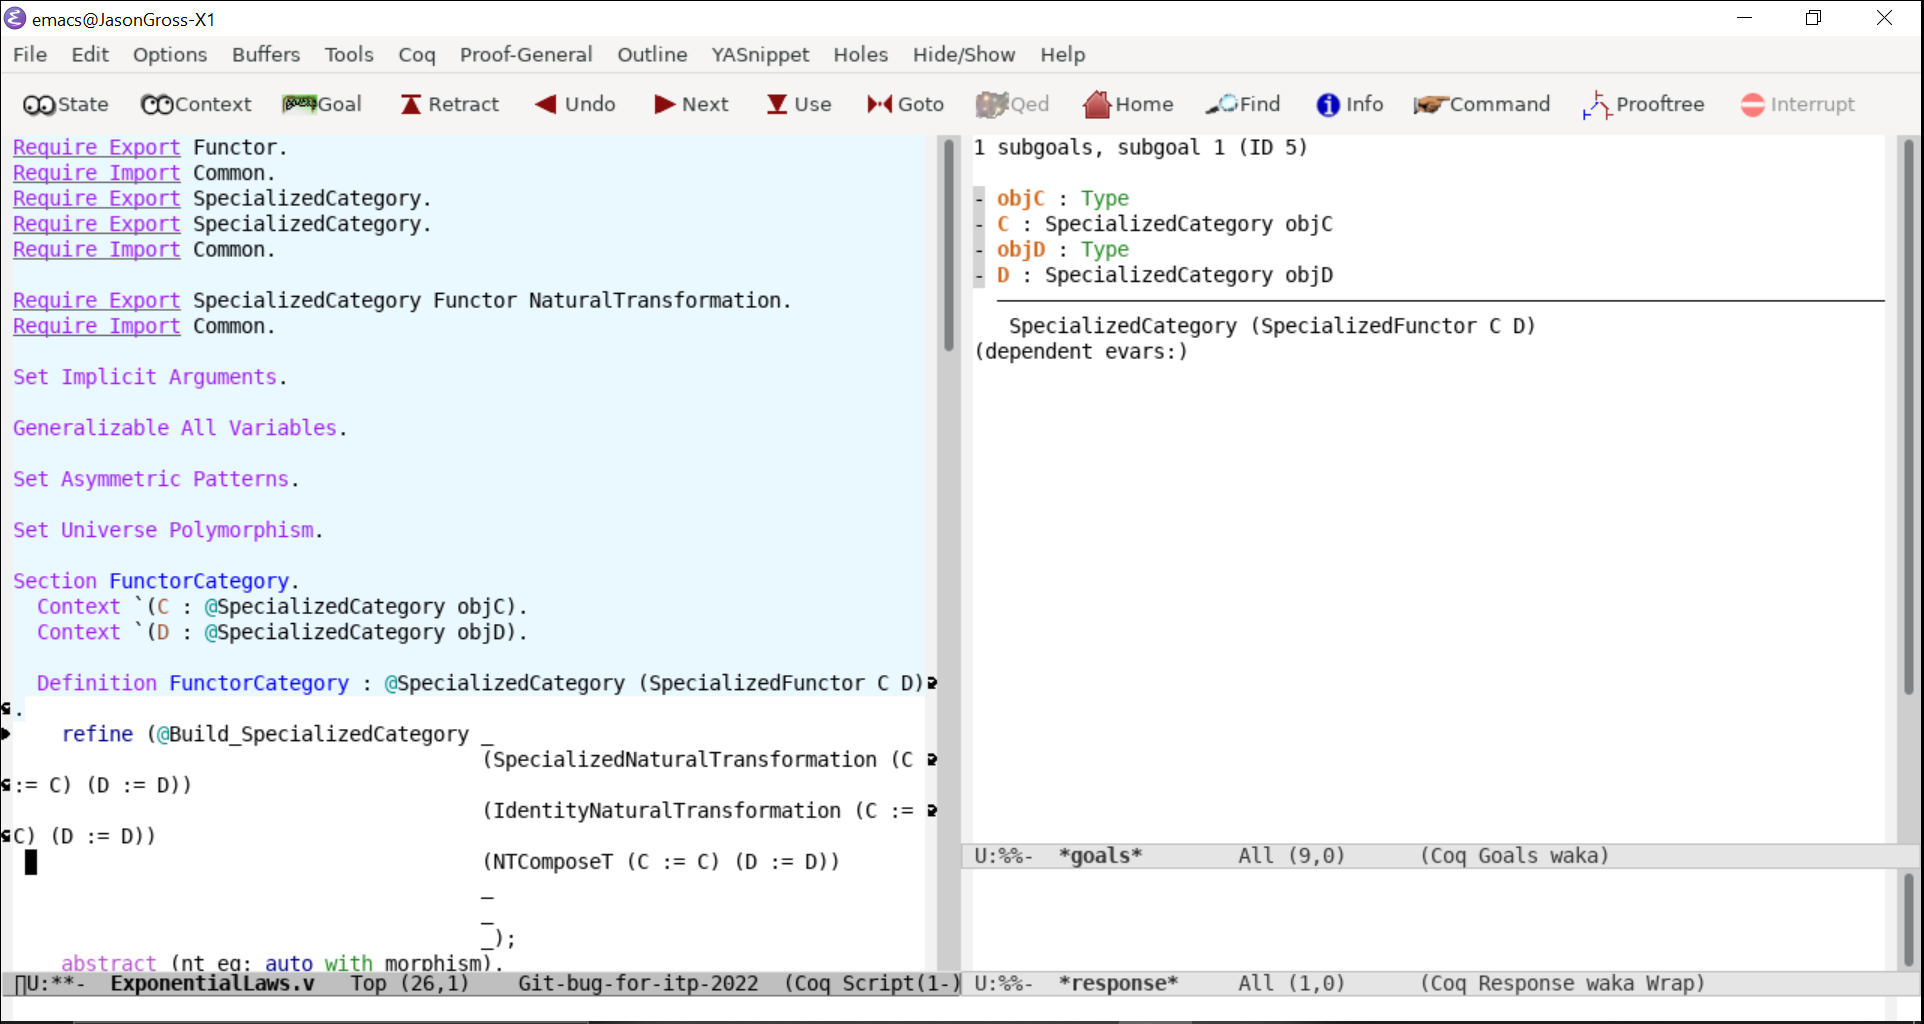 emacs@JasonGross-X1
File Edit Options Buffers Tools Coq Proof-General Outline YASnippet Holes Hide/Show Help
State Context Goal Retract Undo Next Use Goto Qed Home Find Info Command Prooftree Interrupt
Require Export Functor.
Require Import Common.
Require Export SpecializedCategory.
Require Export SpecializedCategory.
Require Import Common.
Require Export SpecializedCategory Functor NaturalTransformation.
Require Import Common.
Set Implicit Arguments.
Generalizable All Variables.
Set Asymmetric Patterns.
Set Universe Polymorphism.
Section FunctorCategory.
Context `(C : @SpecializedCategory objC).
Context `(D : @SpecializedCategory objD).
Definition FunctorCategory : @SpecializedCategory (SpecializedFunctor C D)
.
refine (@Build_SpecializedCategory _
(SpecializedNaturalTransformation (C
:= C) (D := D))
(IdentityNaturalTransformation (C :=
C) (D := D))
(NTComposeT (C := C) (D := D))
_
_
_);
abstract (nt_eq; auto with morphism).
U:**- ExponentialLaws.v Top (26,1) Git-bug-for-itp-2022 (Coq Script(1-)
1 subgoals, subgoal 1 (ID 5)
- objC : Type
- C : SpecializedCategory objC
- objD : Type
- D : SpecializedCategory objD
SpecializedCategory (SpecializedFunctor C D)
(dependent evars:)
U:%%- *goals* All (9,0) (Coq Goals waka)
U:%%- *response* All (1,0) (Coq Response waka Wrap)